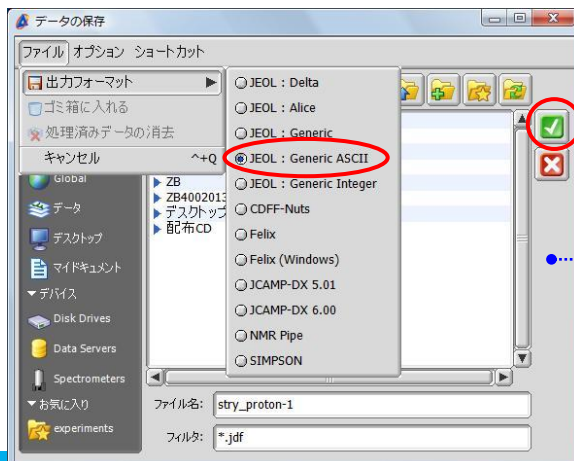 データの保存
ファイル オプション ショートカット
出力フォーマット
ゴミ箱に入れる
処理済みデータの消去
キャンセル ^+Q
JEOL : Delta
JEOL : Alice
JEOL : Generic
JEOL : Generic ASCII
JEOL : Generic Integer
CDFF-Nuts
Felix
Felix (Windows)
JCAMP-DX 5.01
JCAMP-DX 6.00
NMR Pipe
SIMPSON
Global
データ
デスクトップ
マイドキュメント
デバイス
Disk Drives
Data Servers
Spectrometers
お気に入り
experiments
ZB
ZB4002013
デスクトップ
配布CD
ファイル名: stry_proton-1
フィルタ: *.jdf